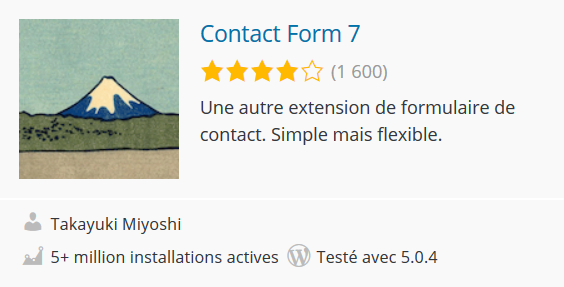 Contact Form 7
(1 600)
Une autre extension de formulaire de
contact. Simple mais flexible.
Takayuki Miyoshi
5+ million installations actives
Testé avec 5.0.4